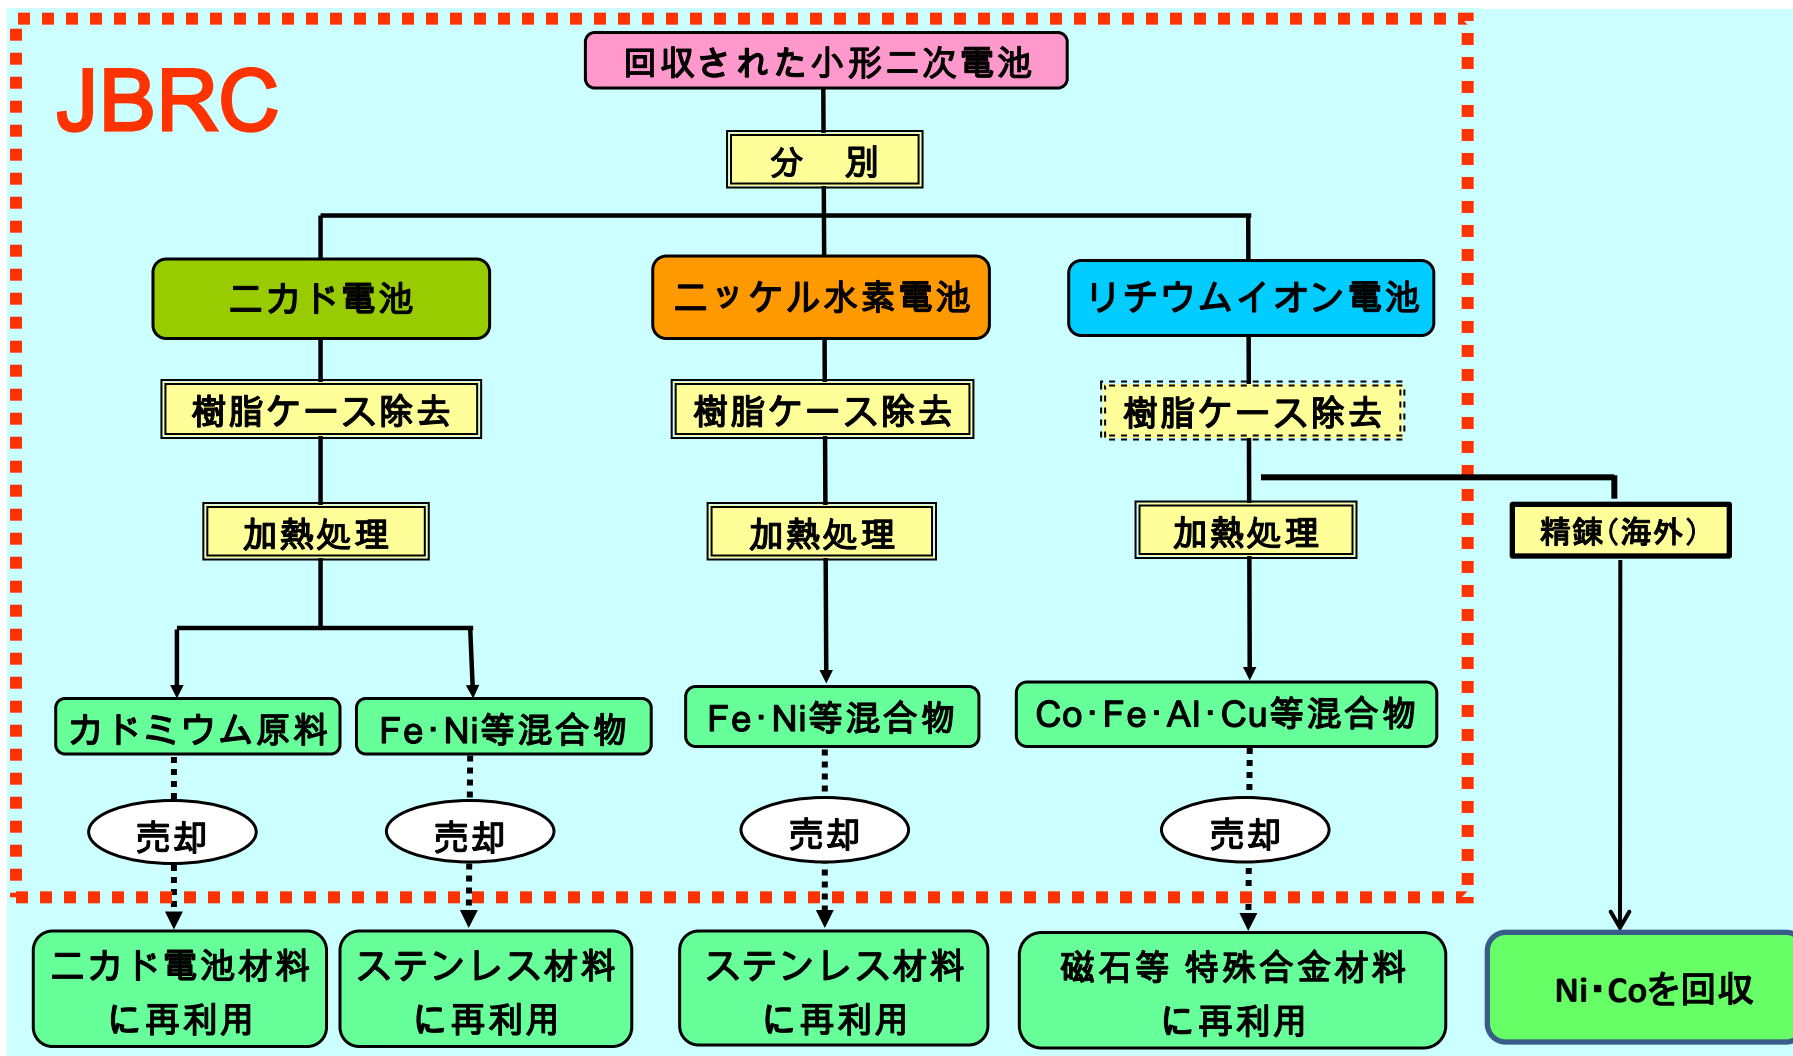 JBRC
回収された小形二次電池
分　別
ニカド電池
ニッケル水素電池
リチウムイオン電池
樹脂ケース除去
樹脂ケース除去
樹脂ケース除去
加熱処理
加熱処理
加熱処理
精錬(海外)
カドミウム原料
Fe･Ni等混合物
Fe･Ni等混合物
Co･Fe･Al･Cu等混合物
売却
売却
売却
売却
ニカド電池材料
に再利用
ステンレス材料
に再利用
ステンレス材料
に再利用
磁石等 特殊合金材料
に再利用
Ni･Coを回収